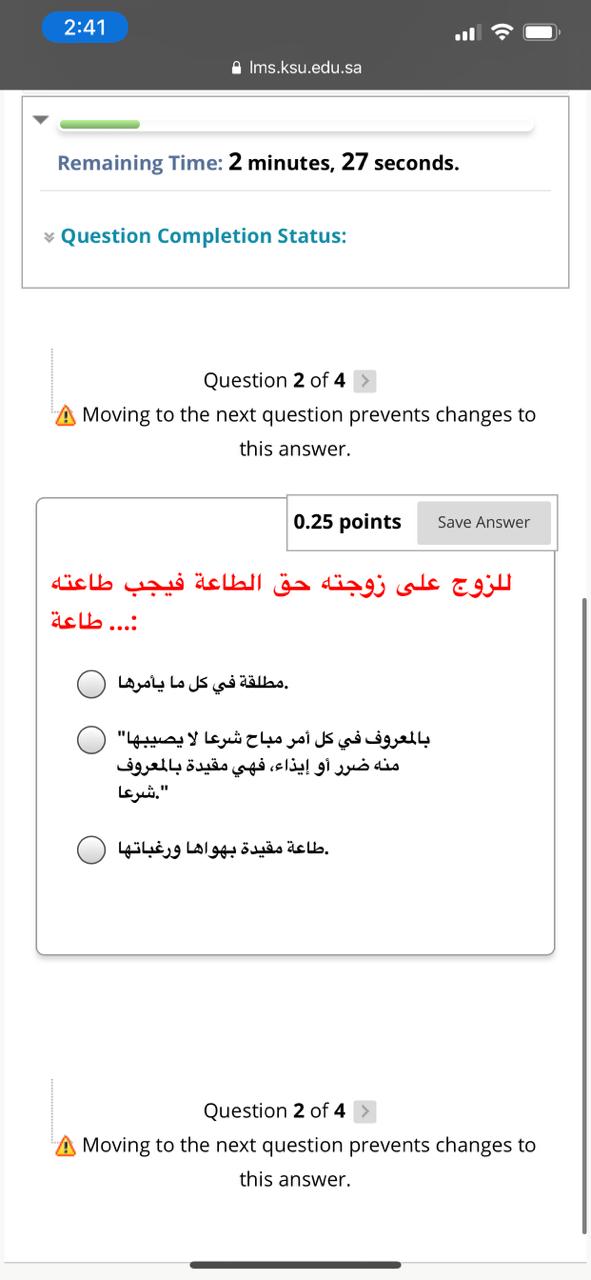 2:41
lms.ksu.edu.sa
Remaining Time: 2 minutes, 27 seconds.
Question Completion Status:
Question 2 of 4
Moving to the next question prevents changes to
this answer.
0.25 points
Save Answer
للزوج على زوجته حق الطاعة فيجب طاعته
طاعة ...:
مطلقة في كل ما يأمرها.
"بالمعروف في كل أمر مباح شرعا لا يصيبها
منه ضرر أو إيذاء، فهي مقيدة بالمعروف
شرعا."
طاعة مقيدة بهواها ورغباتها.
Question 2 of 4
Moving to the next question prevents changes to
this answer.